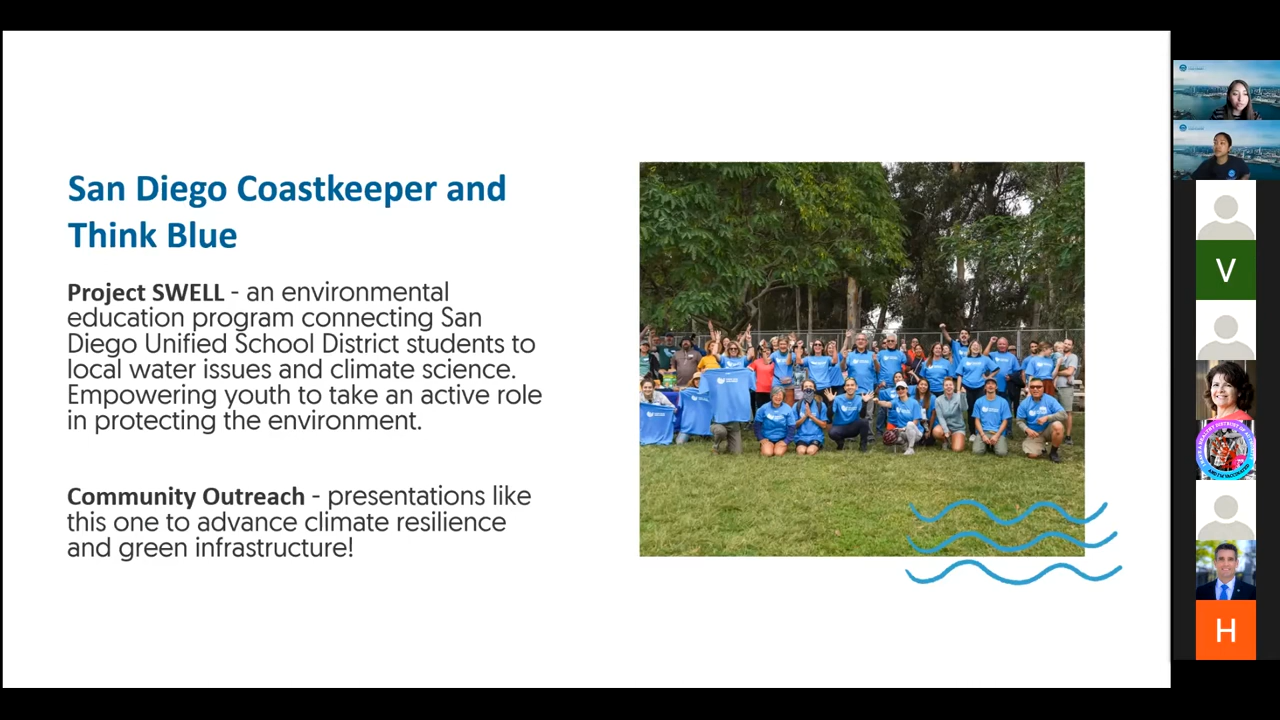 San Diego Coastkeeper and
Think Blue
Project SWELL - an environmental
education program connecting San
Diego Unified School District students to
local water issues and climate science.
Empowering youth to take an active role
in protecting the environment.
Community Outreach - presentations like
this one to advance climate resilience
and green infrastructure!
V
H